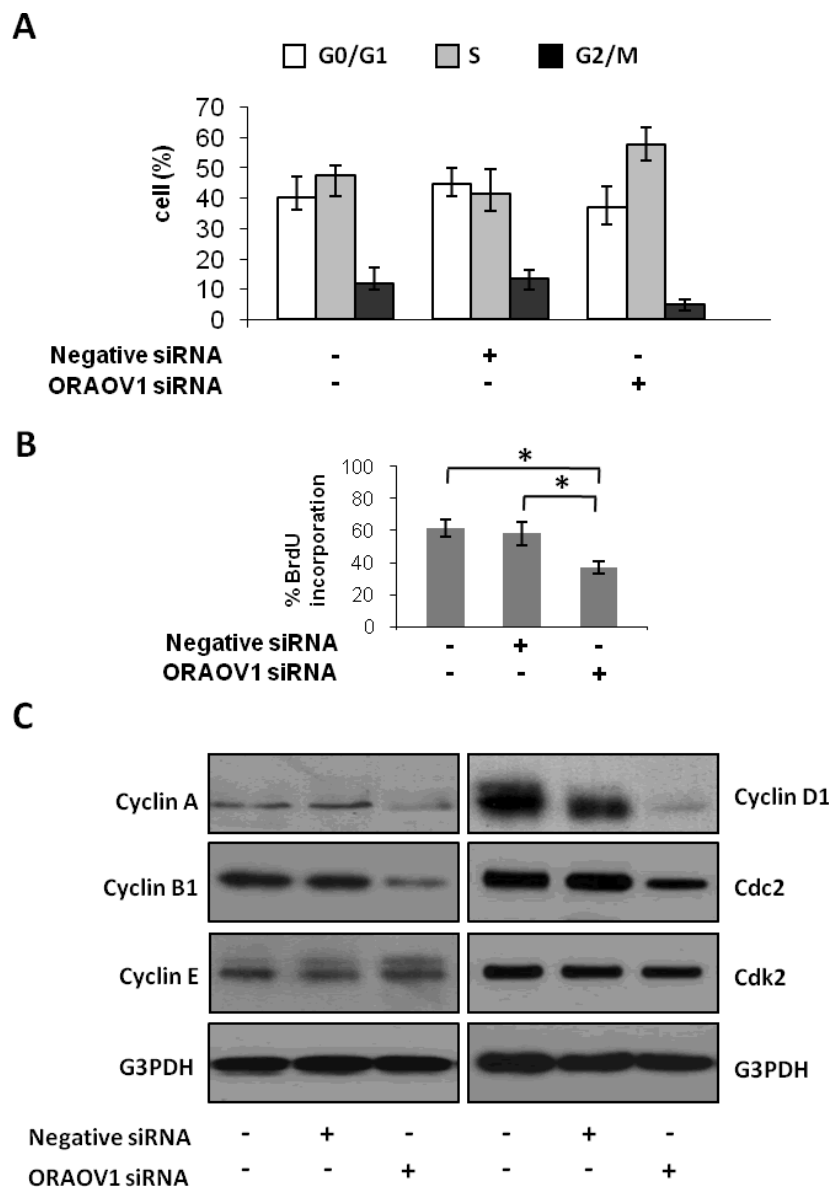 A
G0/G1 S G2/M
70
60
50
40
30
20
10
0
cell (%)
Negative siRNA - + -
ORAOV1 siRNA - - +
B
100
80
60
40
20
0
% BrdU
incorporation
* *
Negative siRNA - + -
ORAOV1 siRNA - - +
C
Cyclin A Cyclin D1
Cyclin B1 Cdc2
Cyclin E Cdk2
G3PDH G3PDH
Negative siRNA - + - - + -
ORAOV1 siRNA - - + - - +